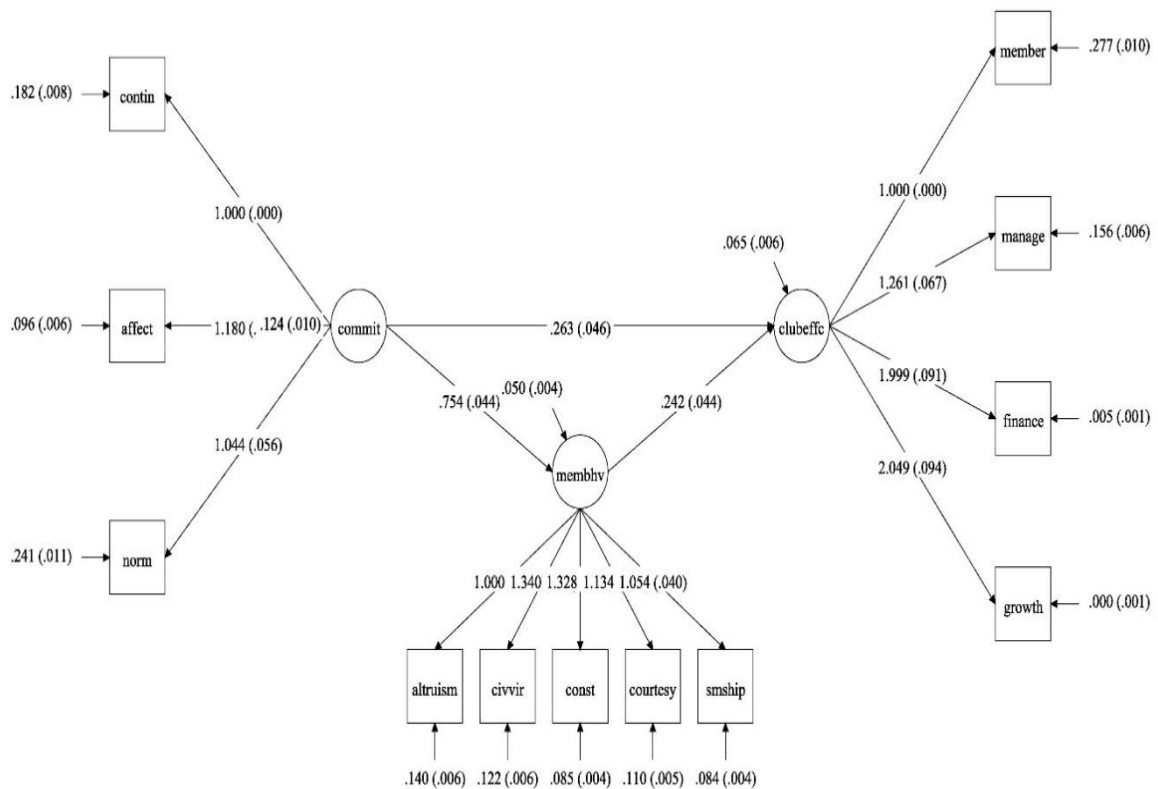 member
.277 (.010)
contin
.182 (.008)
1.000 (.000)
1.000 (.000)
manage
.156 (.006)
.065 (.006)
1.261 (.067)
affect
.096 (.006)
1.180 (.
.124 (.010)
commit
.263 (.046)
clubeffc
1.999 (.091)
.050 (.004)
.754 (.044)
.242 (.044)
finance
.005 (.001)
1.044 (.056)
membhv
2.049 (.094)
norm
.241 (.011)
1.000 1.340 1.328 1.134 1.054 (.040)
growth
.000 (.001)
altruism civvir const courtesy smship
.140 (.006) .122 (.006) .085 (.004) .110 (.005) .084 (.004)